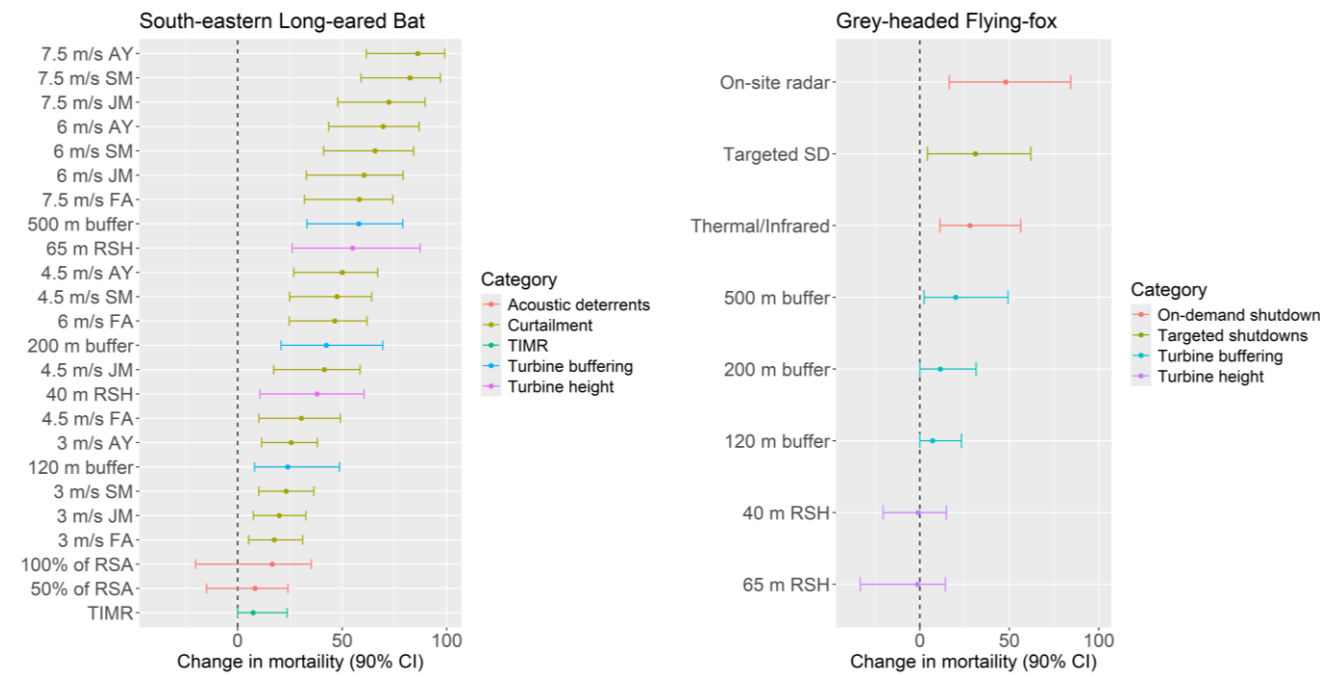 South-eastern Long-eared Bat
7.5 m/s AY
7.5 m/s SM
7.5 m/s JM
6 m/s AY
6 m/s SM
6 m/s JM
7.5 m/s FA
500 m buffer
65 m RSH
4.5 m/s AY
4.5 m/s SM
6 m/s FA
200 m buffer
4.5 m/s JM
40 m RSH
4.5 m/s FA
3 m/s AY
120 m buffer
3 m/s SM
3 m/s JM
3 m/s FA
100% of RSA
50% of RSA
TIMR
0 50 100
Change in mortaility (90% CI)
Category
Acoustic deterrents
Curtailment
TIMR
Turbine buffering
Turbine height
Grey-headed Flying-fox
On-site radar
Targeted SD
Thermal/Infrared
500 m buffer
200 m buffer
120 m buffer
40 m RSH
65 m RSH
0 50 100
Change in mortaility (90% CI)
Category
On-demand shutdown
Targeted shutdowns
Turbine buffering
Turbine height